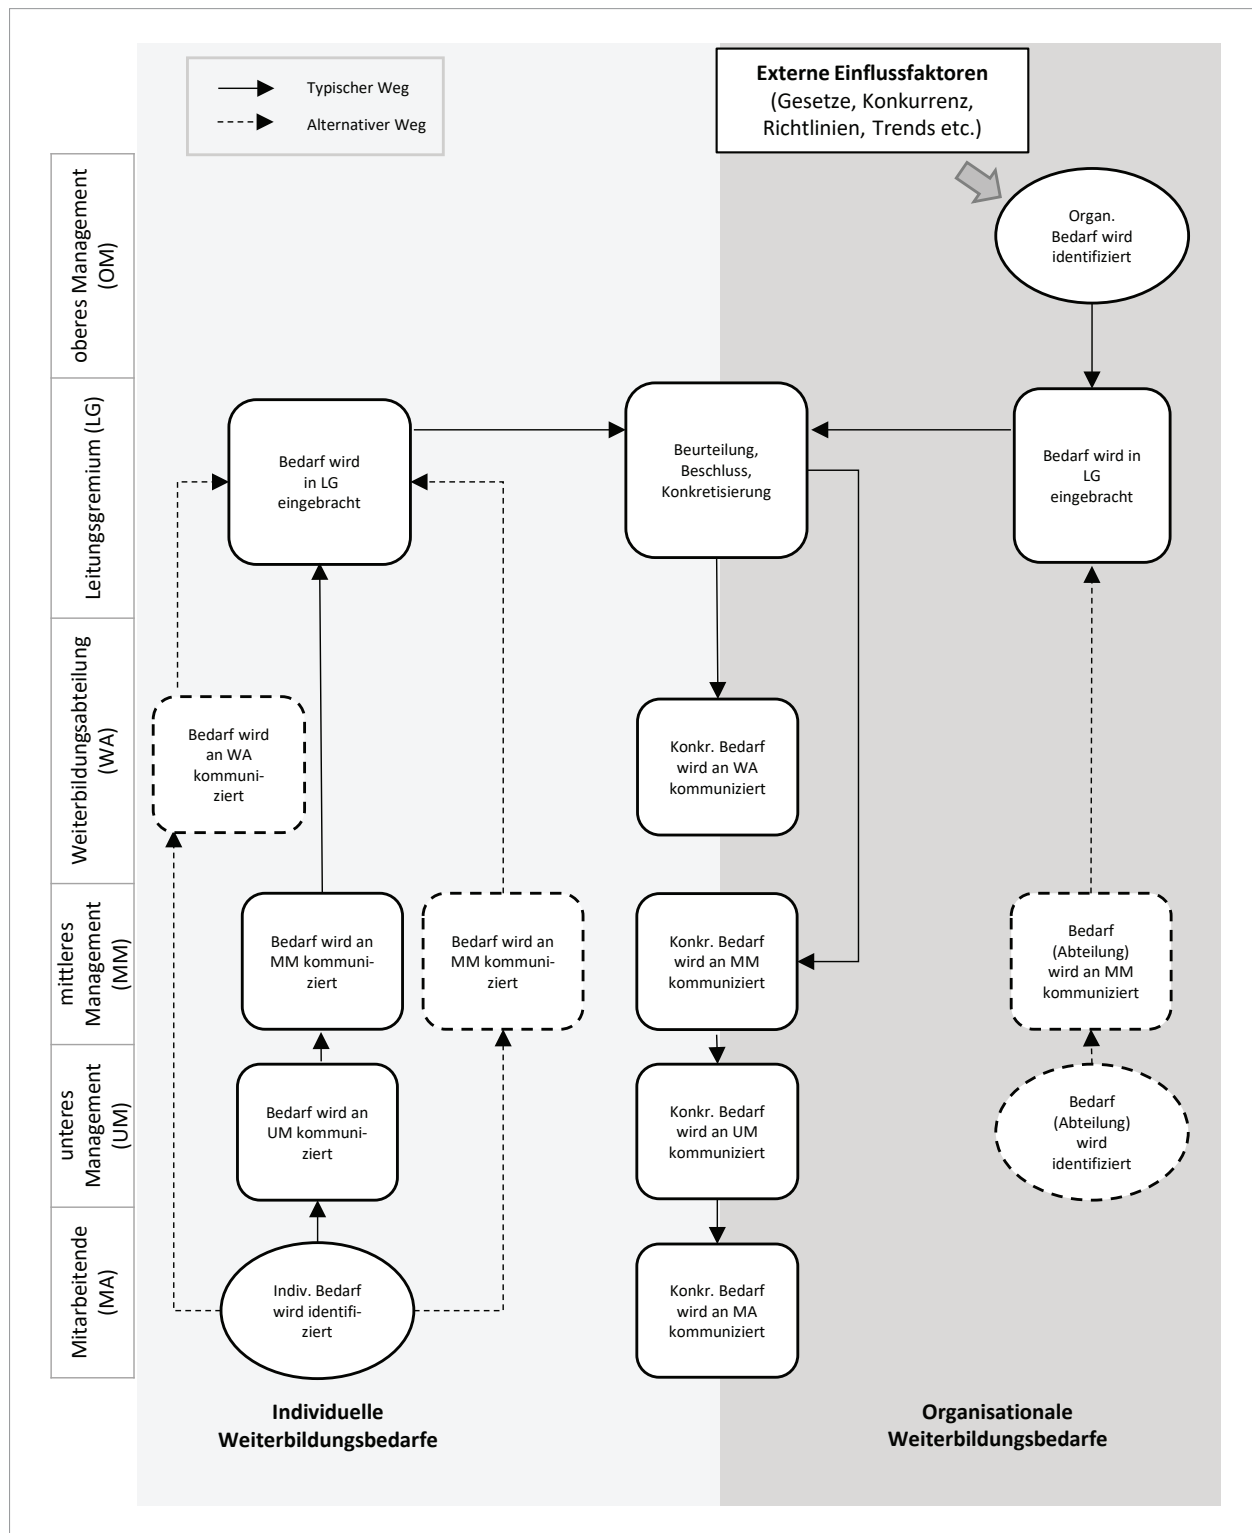 Typischer Weg
Alternativer Weg
Externe Einflussfaktoren
(Gesetze, Konkurrenz,
Richtlinien, Trends etc.)
oberes Management
(OM)
Organ.
Bedarf wird
identifiziert
Leitungsgremium (LG)
Bedarf wird
in LG
eingebracht
Beurteilung,
Beschluss,
Konkretisierung
Bedarf wird in
LG
eingebracht
Weiterbildungsabteilung
(WA)
Bedarf wird
an WA
kommuni-
ziert
Konkr. Bedarf
wird an WA
kommuniziert
mittleres
Management
(MM)
Bedarf wird an
MM kommuni-
ziert
Bedarf wird an
MM kommuni-
ziert
Konkr. Bedarf
wird an MM
kommuniziert
Bedarf
(Abteilung)
wird an MM
kommuniziert
unteres
Management
(UM)
Bedarf wird an
UM kommuni-
ziert
Konkr. Bedarf
wird an UM
kommuniziert
Bedarf
(Abteilung)
wird
identifiziert
Mitarbeitende
(MA)
Indiv. Bedarf
wird identifi-
ziert
Konkr. Bedarf
wird an MA
kommuniziert
Individuelle
Weiterbildungsbedarfe
Organisationale
Weiterbildungsbedarfe